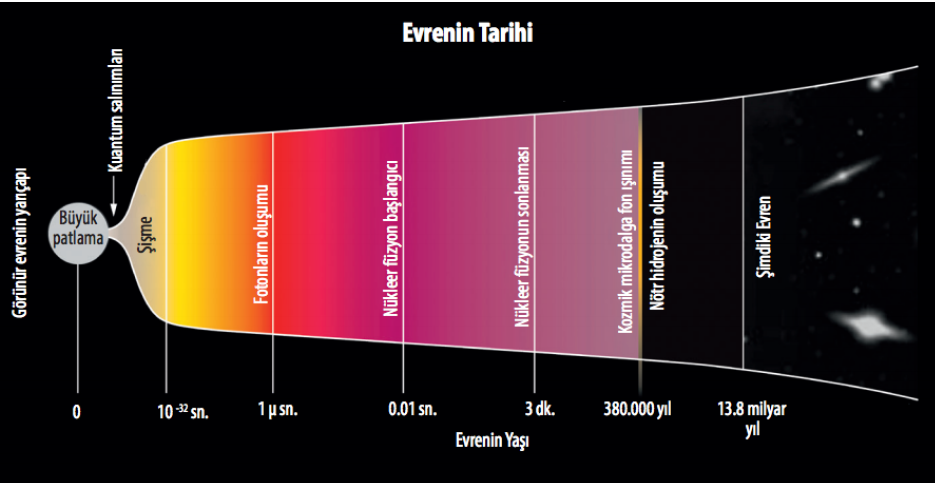 Evrenin Tarihi
Görünür evrenin yarıçapı
Büyük
patlama
Kuantum salınımları
Şişme
Fotonların oluşumu
Nükleer füzyon başlangıcı
Nükleer füzyonun sonlanması
Kozmik mikrodalga fon ışınımı
Nötr hidrojenin oluşumu
Şimdiki Evren
0
10⁻³² sn.
1 µ sn.
0.01 sn.
3 dk.
380.000 yıl
13.8 milyar
yıl
Evrenin Yaşı